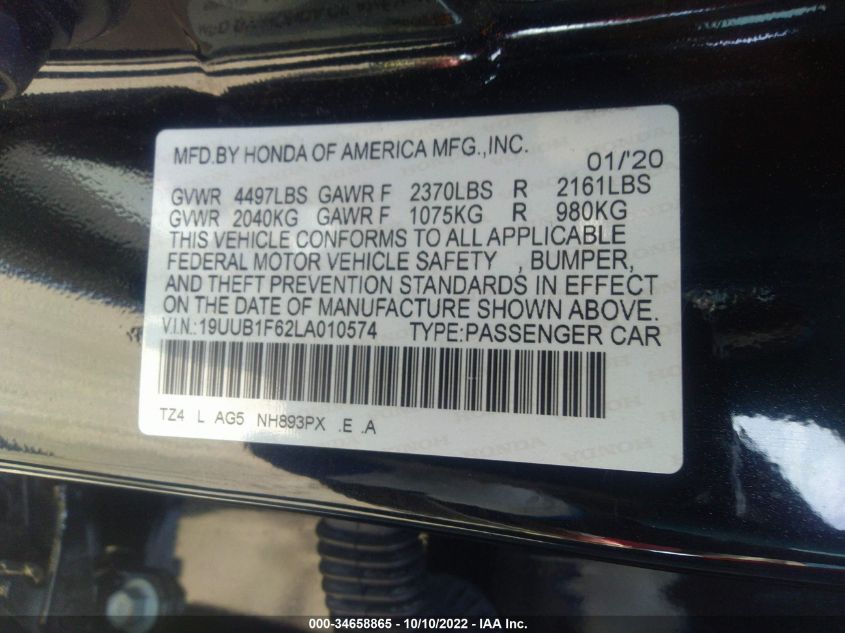 MFD.BY HONDA OF AMERICA MFG.,INC. 01/'20
GVWR 4497LBS GAWR F 2370LBS R 2161LBS
GVWR 2040KG GAWR F 1075KG R 980KG
THIS VEHICLE CONFORMS TO ALL APPLICABLE
FEDERAL MOTOR VEHICLE SAFETY , BUMPER,
AND THEFT PREVENTION STANDARDS IN EFFECT
ON THE DATE OF MANUFACTURE SHOWN ABOVE.
V.I.N.:19UUB1F62LA010574 TYPE:PASSENGER CAR
TZ4 L AG5 NH893PX .E .A
HONDA HONDA
000-34658865 - 10/10/2022 - IAA Inc.